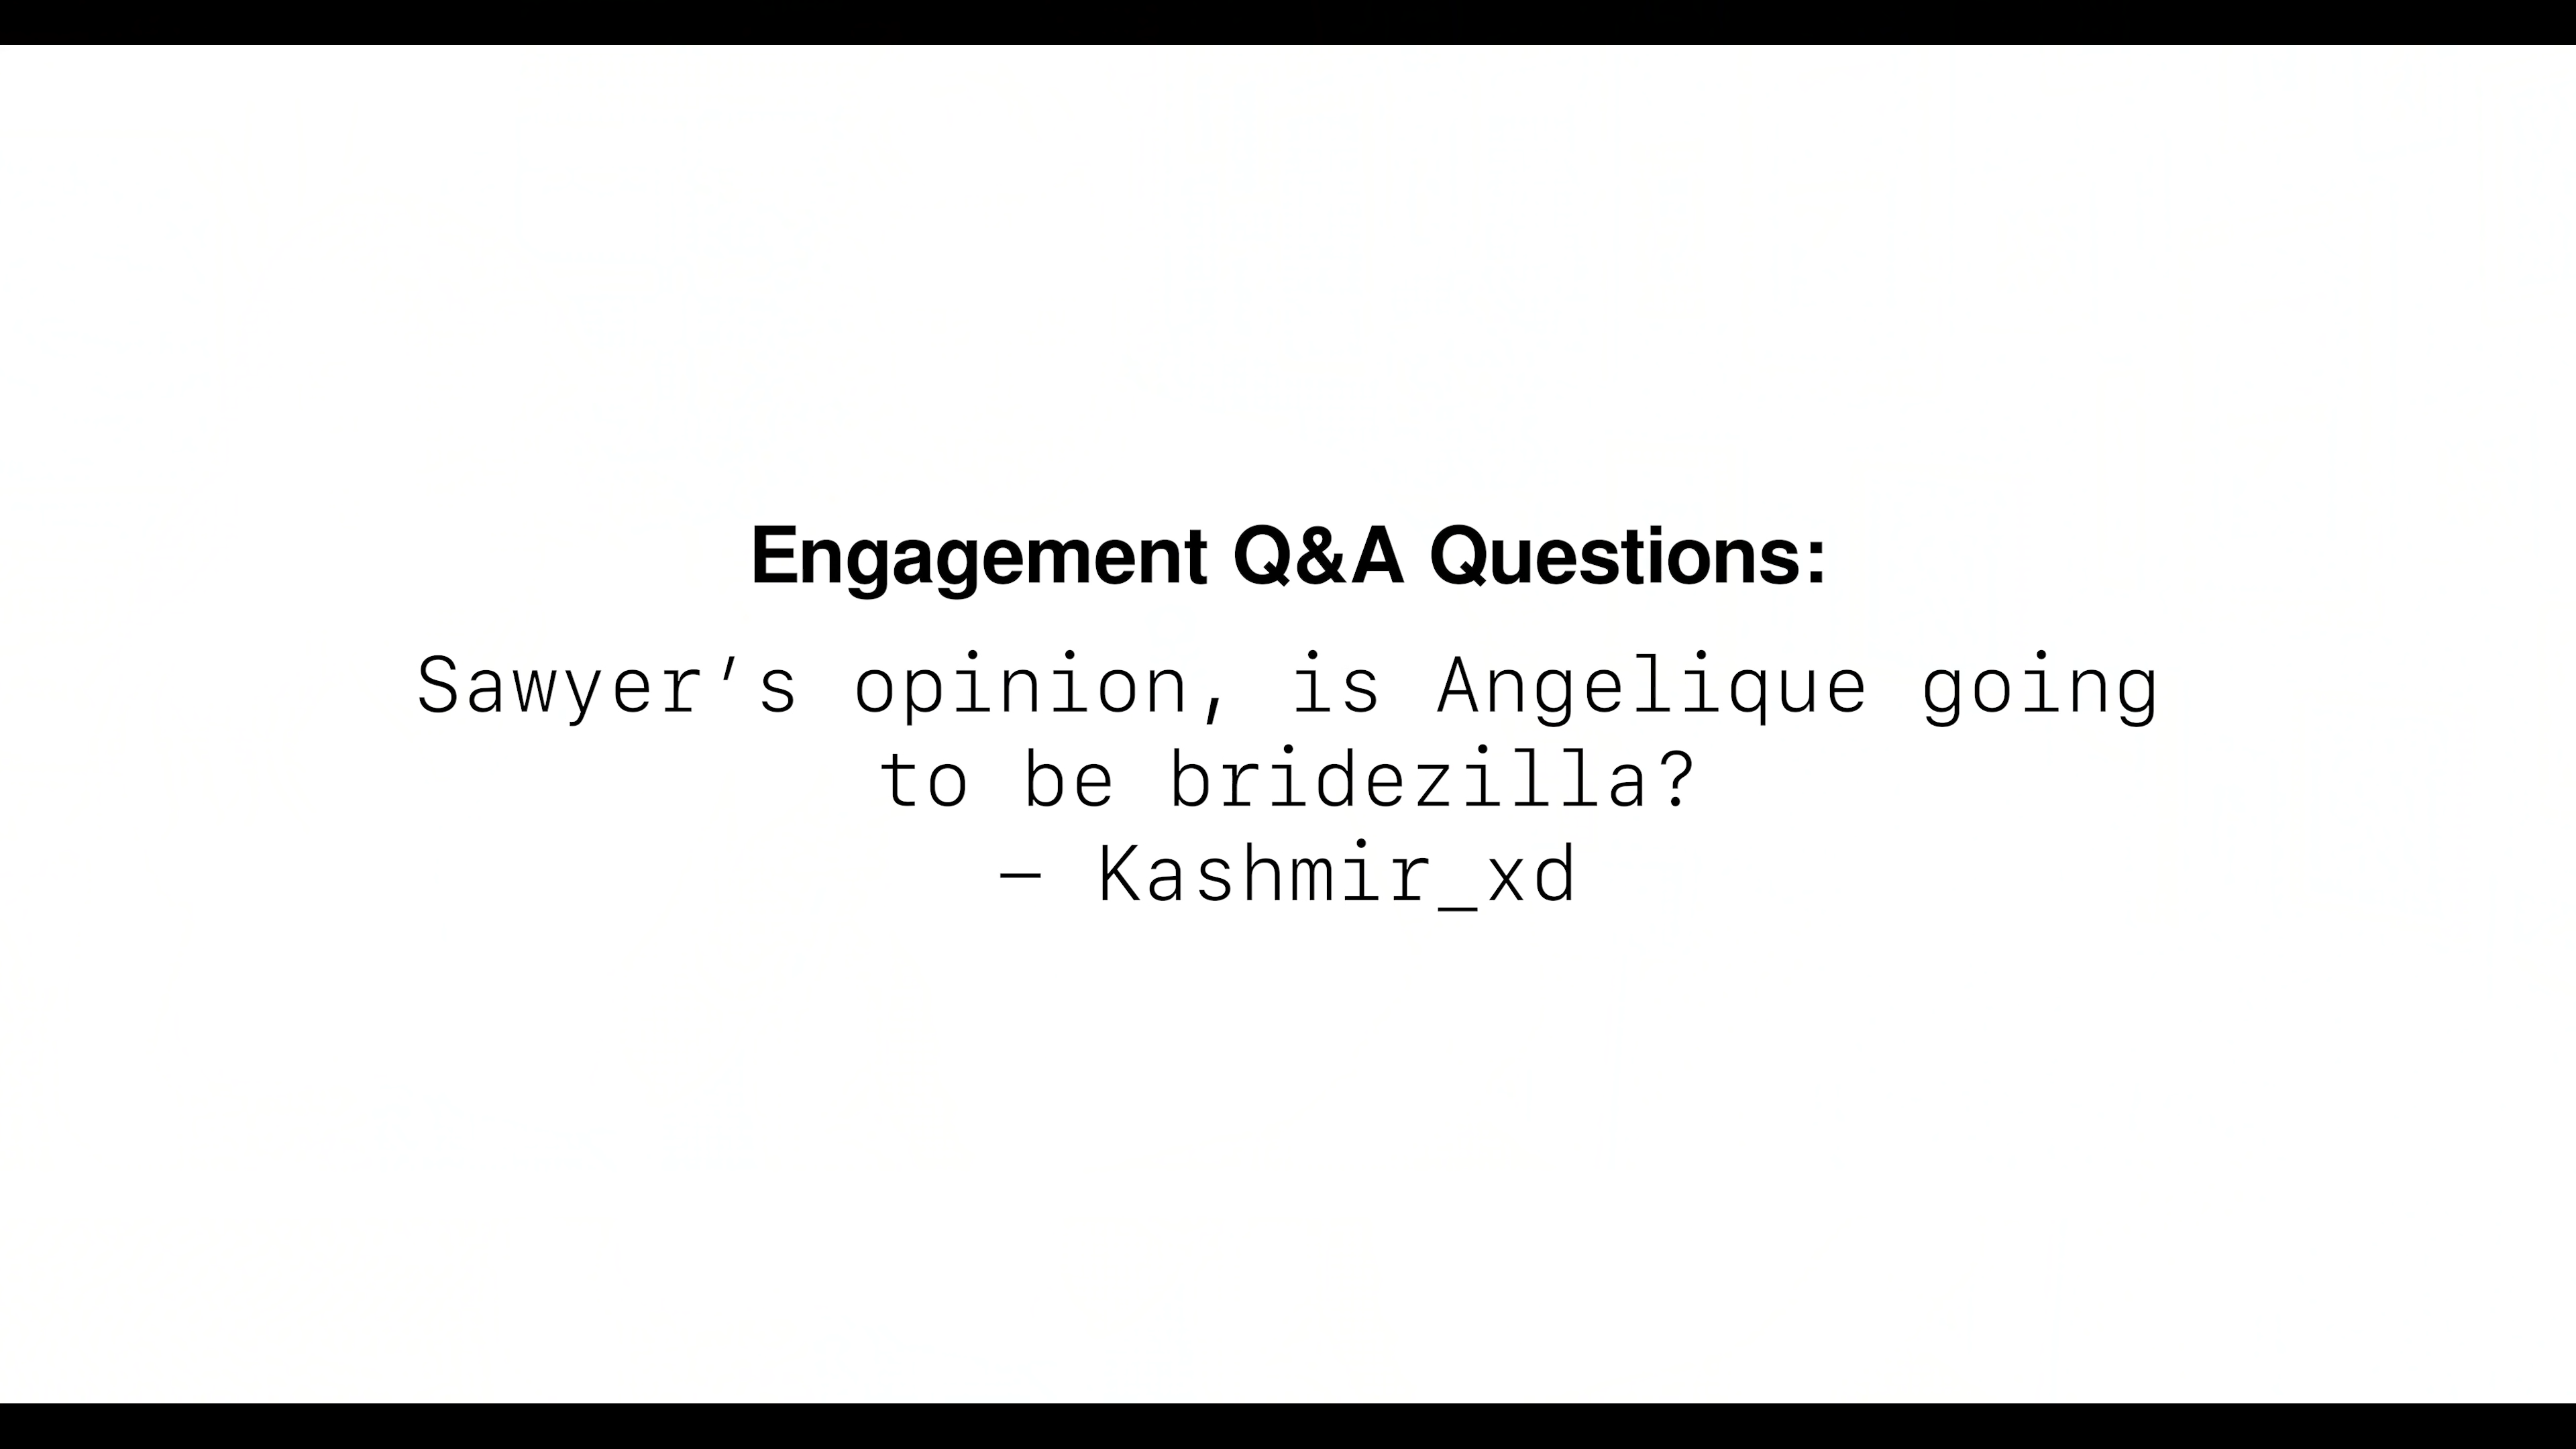 Engagement Q&A Questions:
Sawyer’s opinion, is Angelique going
to be bridezilla?
– Kashmir_xd